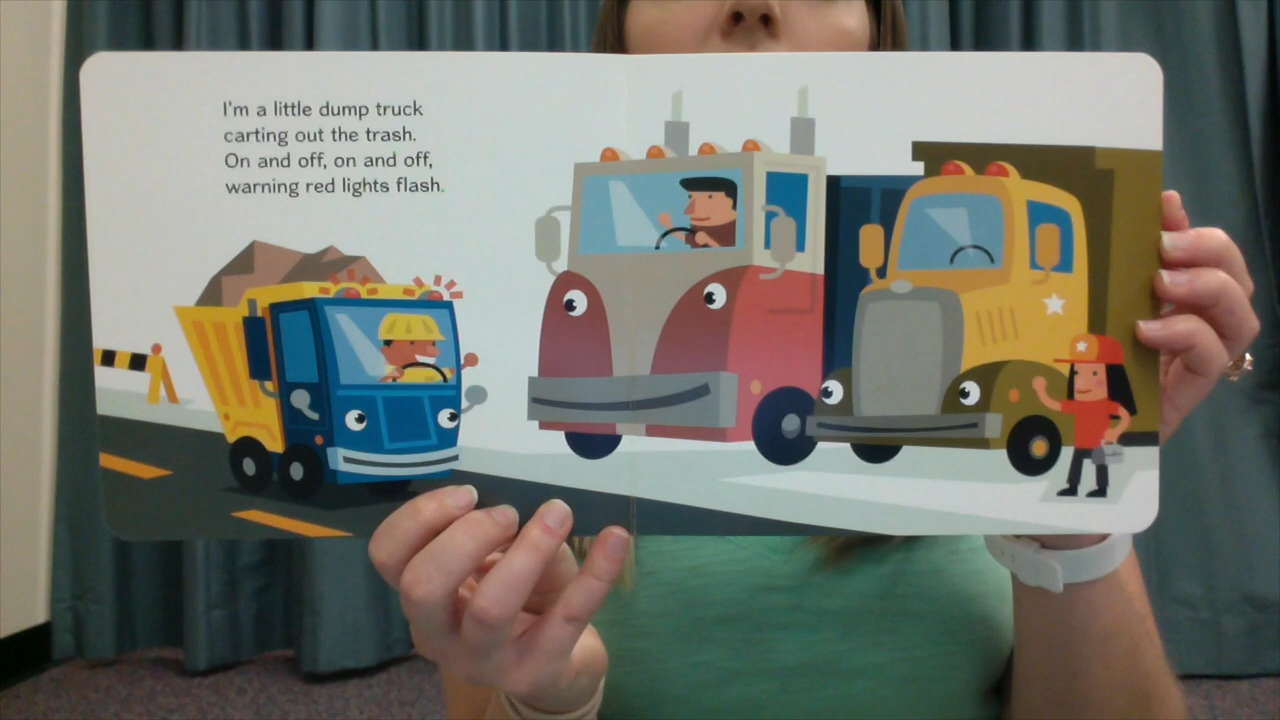 I'm a little dump truck
carting out the trash.
On and off, on and off,
warning red lights flash.